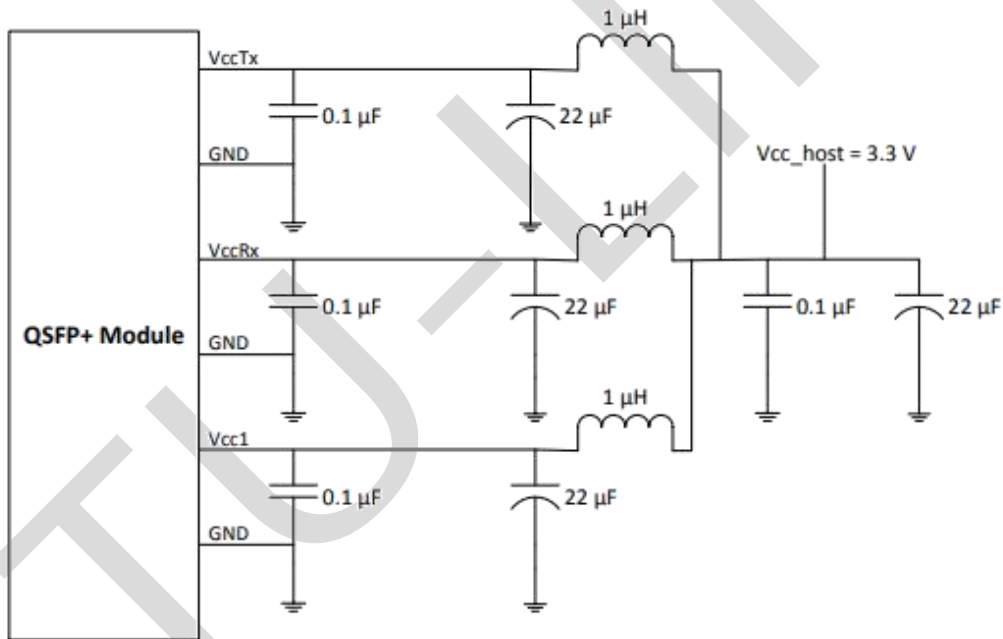 1 µH
VccTx
0.1 µF
22 µF
GND
Vcc_host = 3.3 V
1 µH
VccRx
0.1 µF
22 µF
0.1 µF
22 µF
QSFP+ Module
GND
1 µH
Vcc1
0.1 µF
22 µF
GND